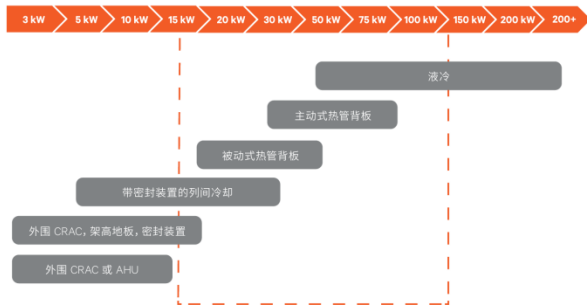 3 kW 5 kW 10 kW 15 kW 20 kW 30 kW 50 kW 75 kW 100 kW 150 kW 200 kW 200+
液冷
主动式热管背板
被动式热管背板
带密封装置的列间冷却
外围 CRAC，架高地板，密封装置
外围 CRAC 或 AHU